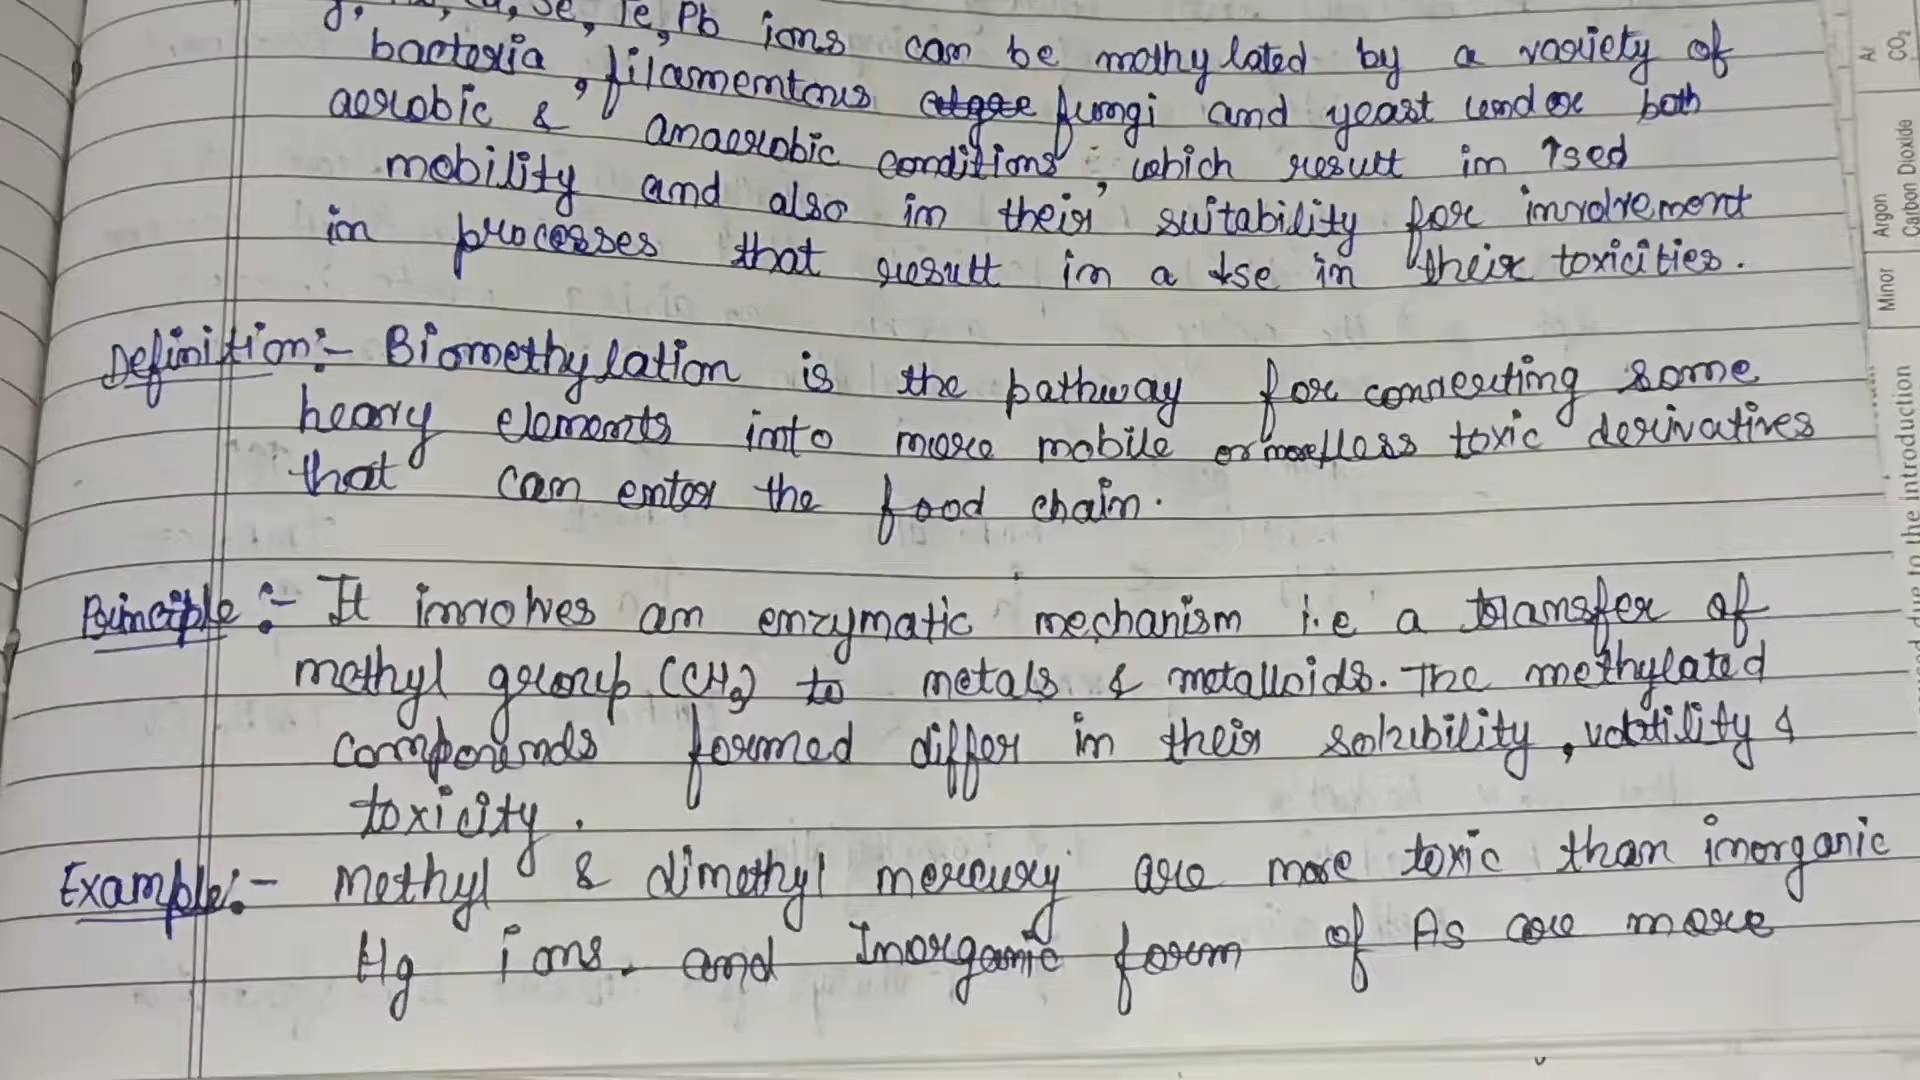 Se, Te, Pb ions can be methylated by a variety of
bacteria, filamentous fungi and yeast under both
aerobic & anaerobic conditions, which result in ↑sed
mobility and also in their suitability for involvement
in processes that result in a ↓se in their toxicities.
Definition:- Biomethylation is the pathway for converting some
heavy elements into more mobile or more/less toxic derivatives
that can enter the food chain.
Principle:- It involves an enzymatic mechanism i.e a transfer of
methyl group (CH3) to metals & metalloids. The methylated
compounds formed differ in their solubility, volatility &
toxicity.
Example:- Methyl & dimethyl mercury are more toxic than inorganic
Hg ions. and Inorganic form of As are more
Ar
CO2
Argon
Carbon Dioxide
Minor
due to the introduction